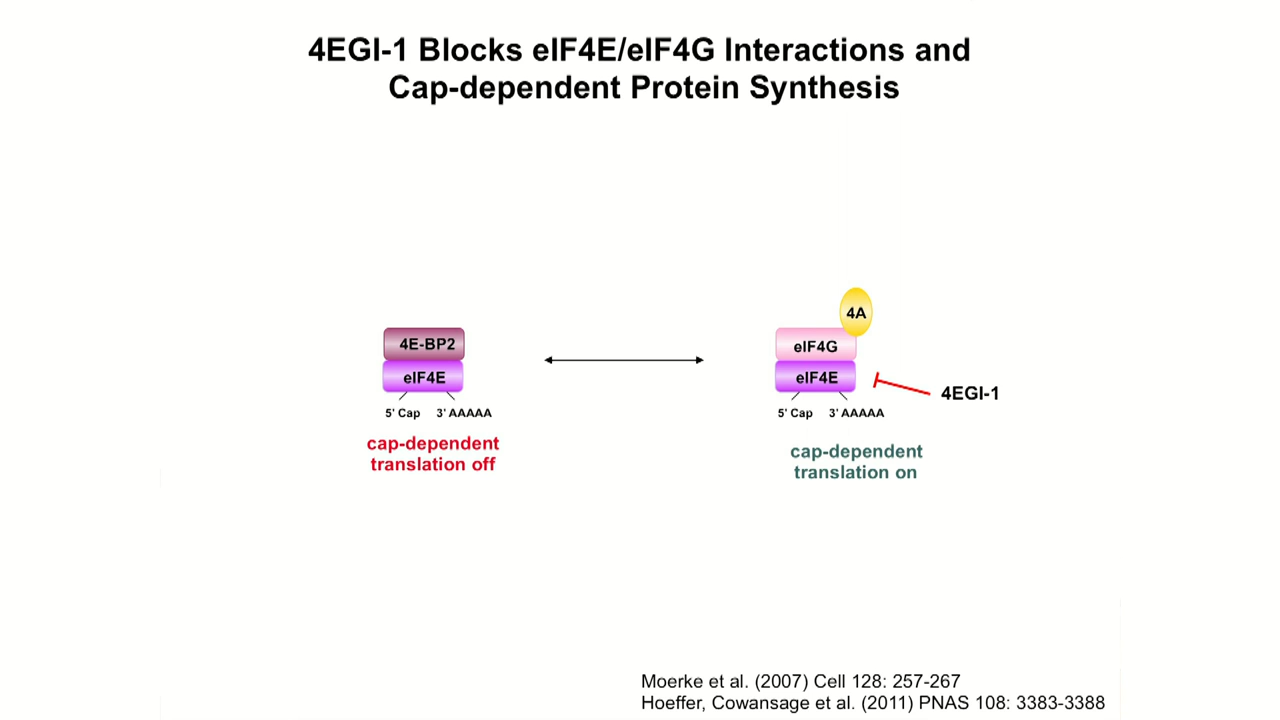 4EGI-1 Blocks eIF4E/eIF4G Interactions and
Cap-dependent Protein Synthesis
4E-BP2
eIF4E
5' Cap 3' AAAAA
cap-dependent
translation off
4A
eIF4G
eIF4E
4EGI-1
5' Cap 3' AAAAA
cap-dependent
translation on
Moerke et al. (2007) Cell 128: 257-267
Hoeffer, Cowansage et al. (2011) PNAS 108: 3383-3388